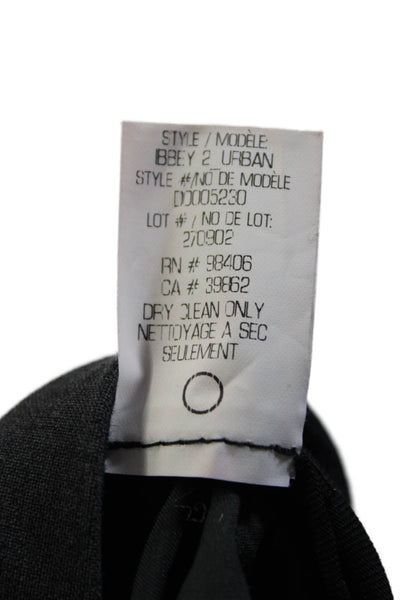 STYLE / MODÈLE:
IBBEY 2_URBAN
STYLE #/NO DE MODÈLE
D0005230
LOT # / NO DE LOT:
270902
RN # 98406
CA # 39862
DRY CLEAN ONLY
NETTOYAGE A SEC
SEULEMENT